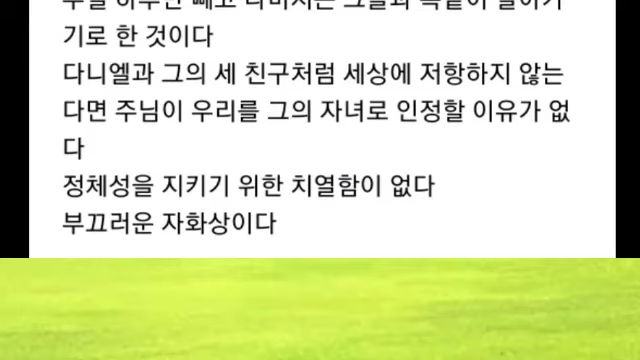 기로 한 것이다
다니엘과 그의 세 친구처럼 세상에 저항하지 않는
다면 주님이 우리를 그의 자녀로 인정할 이유가 없
다
정체성을 지키기 위한 치열함이 없다
부끄러운 자화상이다